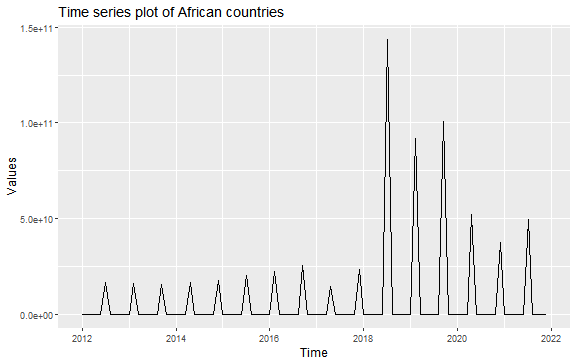 Time series plot of African countries
1.5e+11
1.0e+11
5.0e+10
0.0e+00
Values
2012 2014 2016 2018 2020 2022
Time